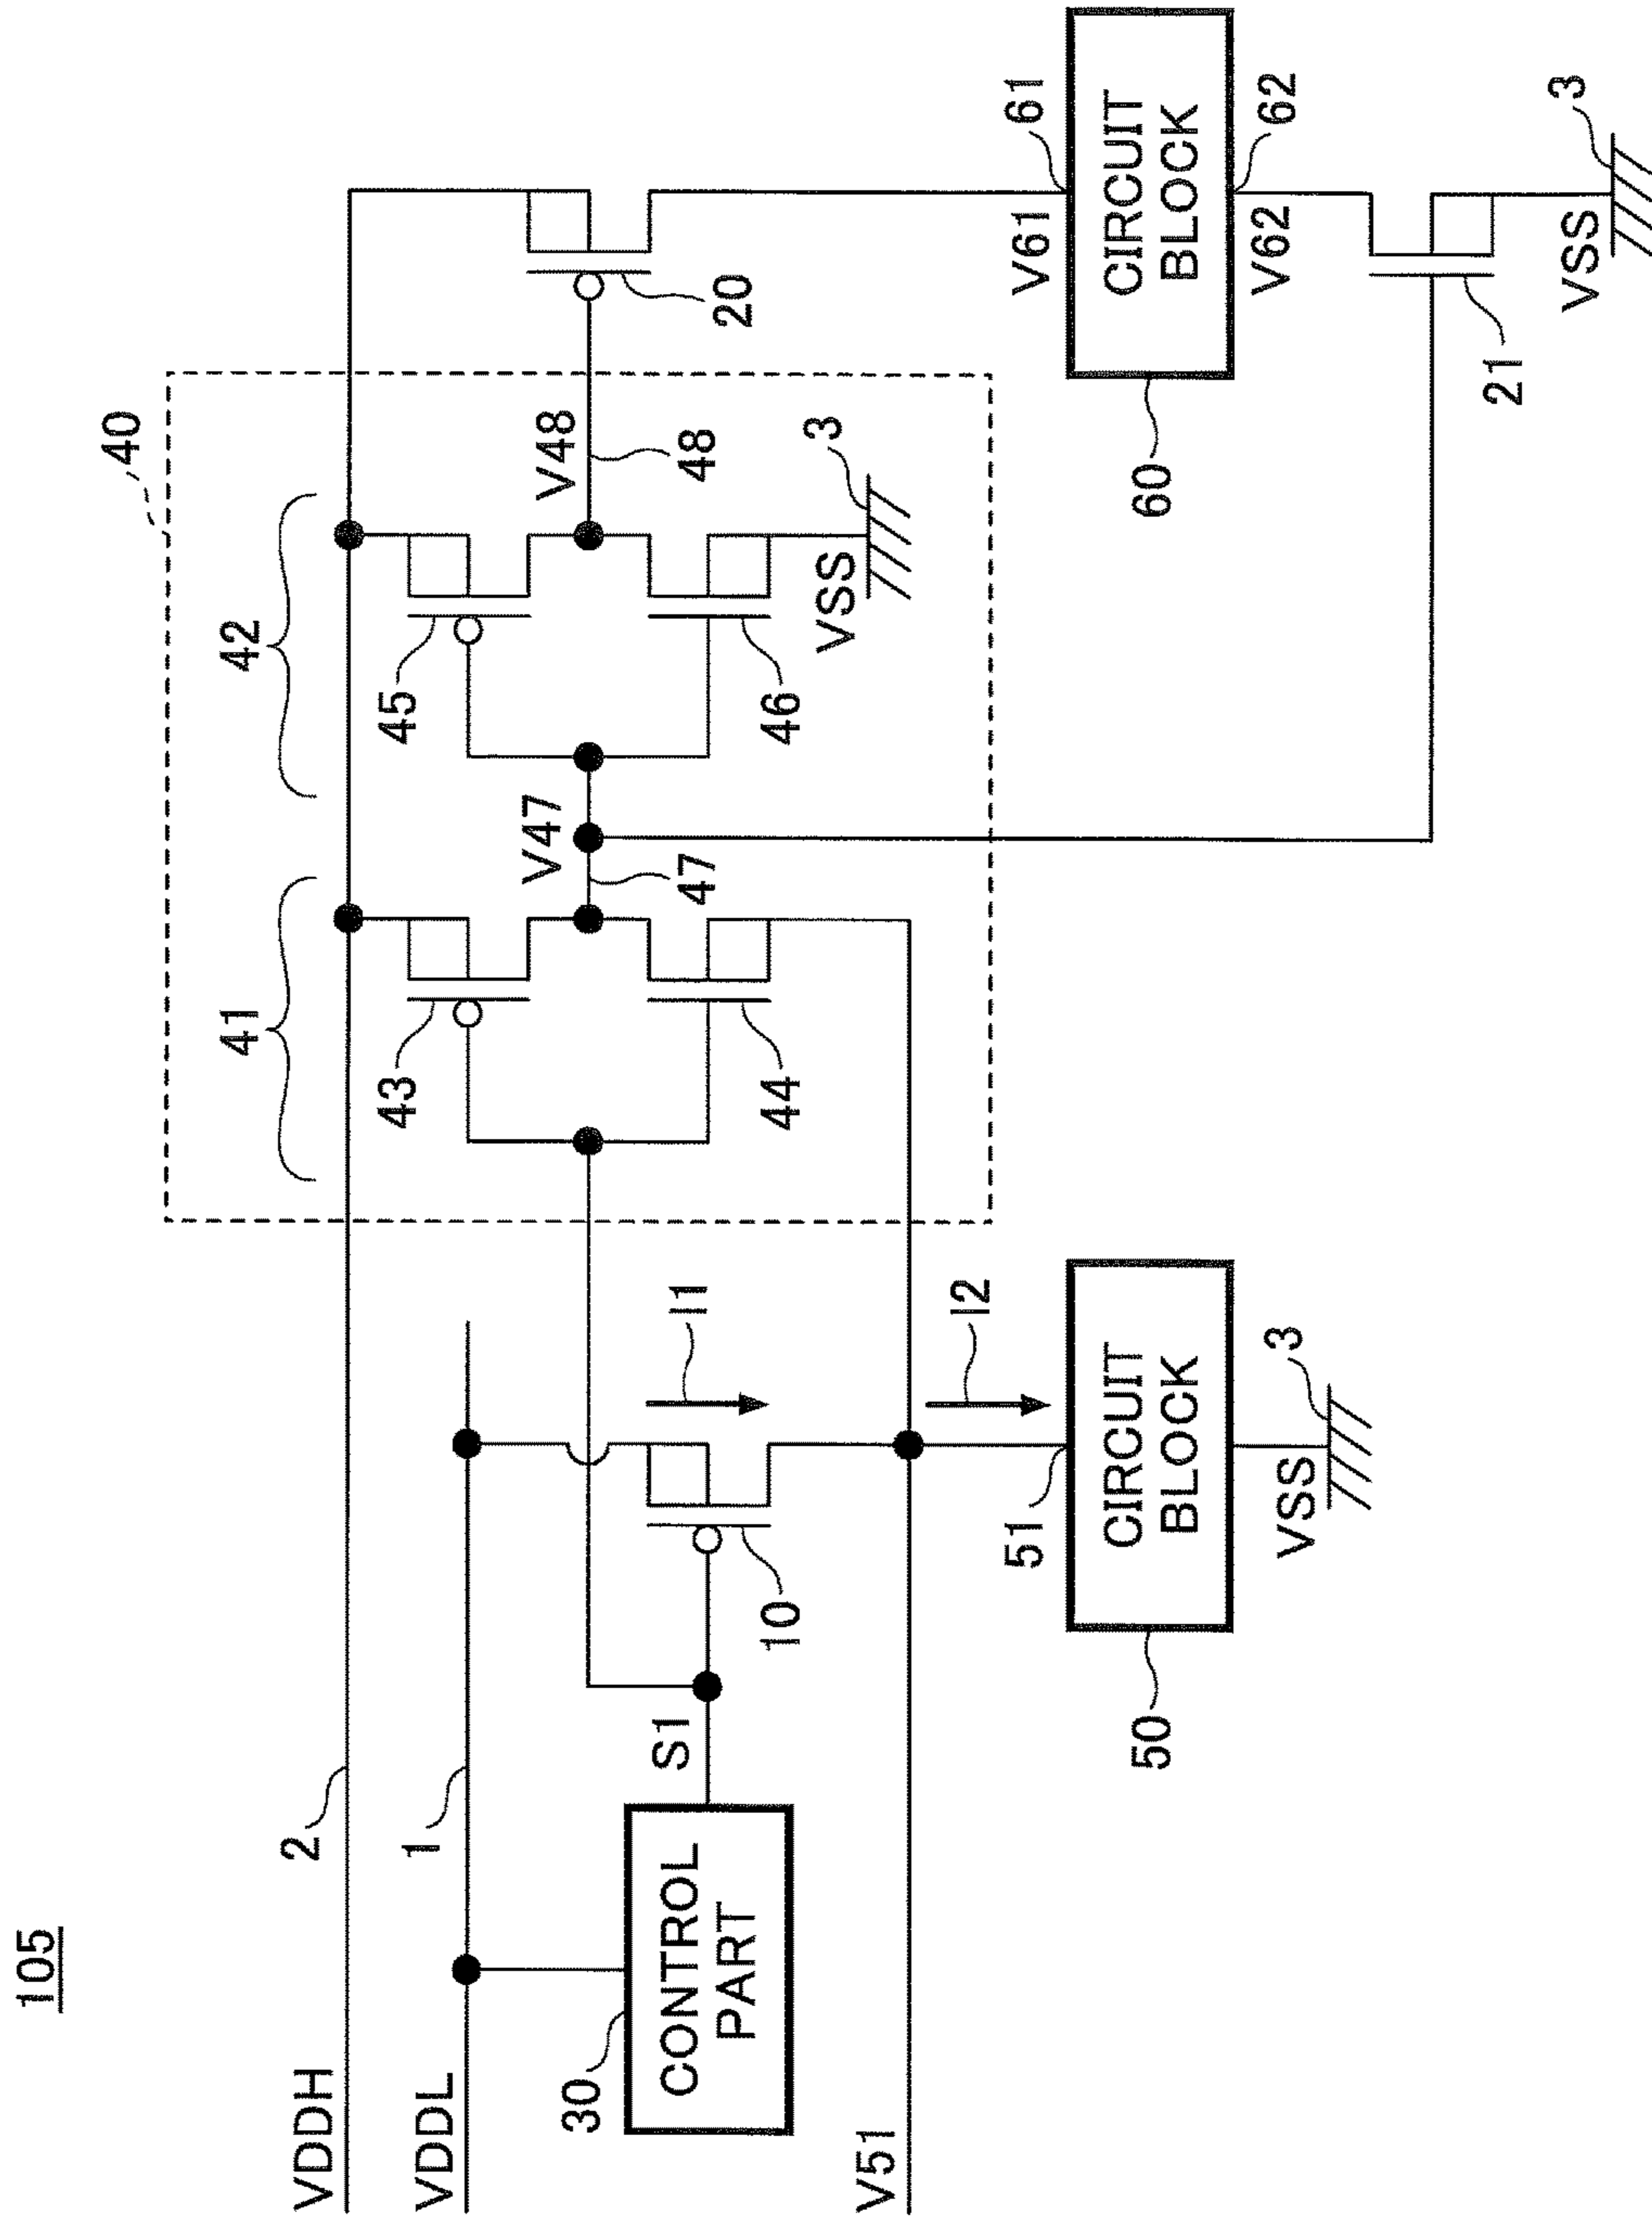 105
VDDH
2
VDDL
1
30
CONTROL
PART
S1
10
I1
V51
I2
51
CIRCUIT
BLOCK
50
VSS
3
40
41
43
44
V47
47
42
45
46
V48
48
VSS
3
20
V61
61
CIRCUIT
BLOCK
60
V62
62
21
VSS
3